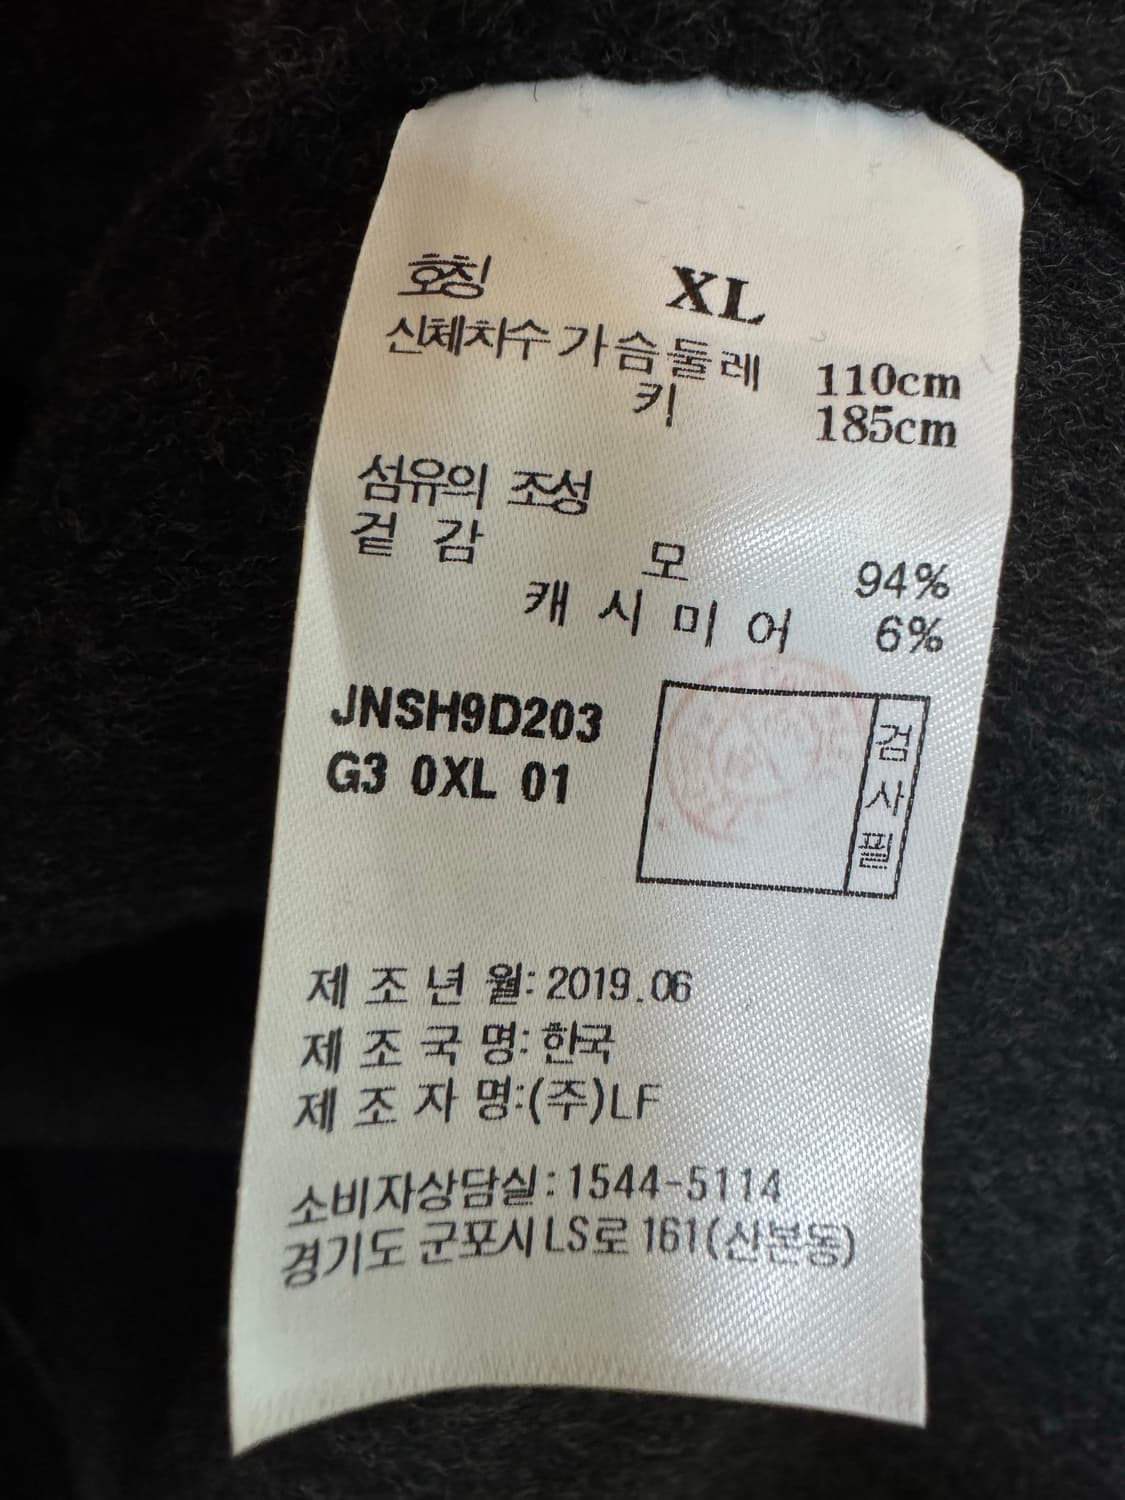 호칭 XL
신체치수 가슴둘레 110cm
키 185cm
섬유의 조성
겉 감 모 94%
캐 시 미 어 6%
JNSH9D203
G3 0XL 01
검사필
제 조 년 월: 2019.06
제 조 국 명: 한국
제 조 자 명:(주)LF
소비자상담실: 1544-5114
경기도 군포시 LS로 161(산본동)